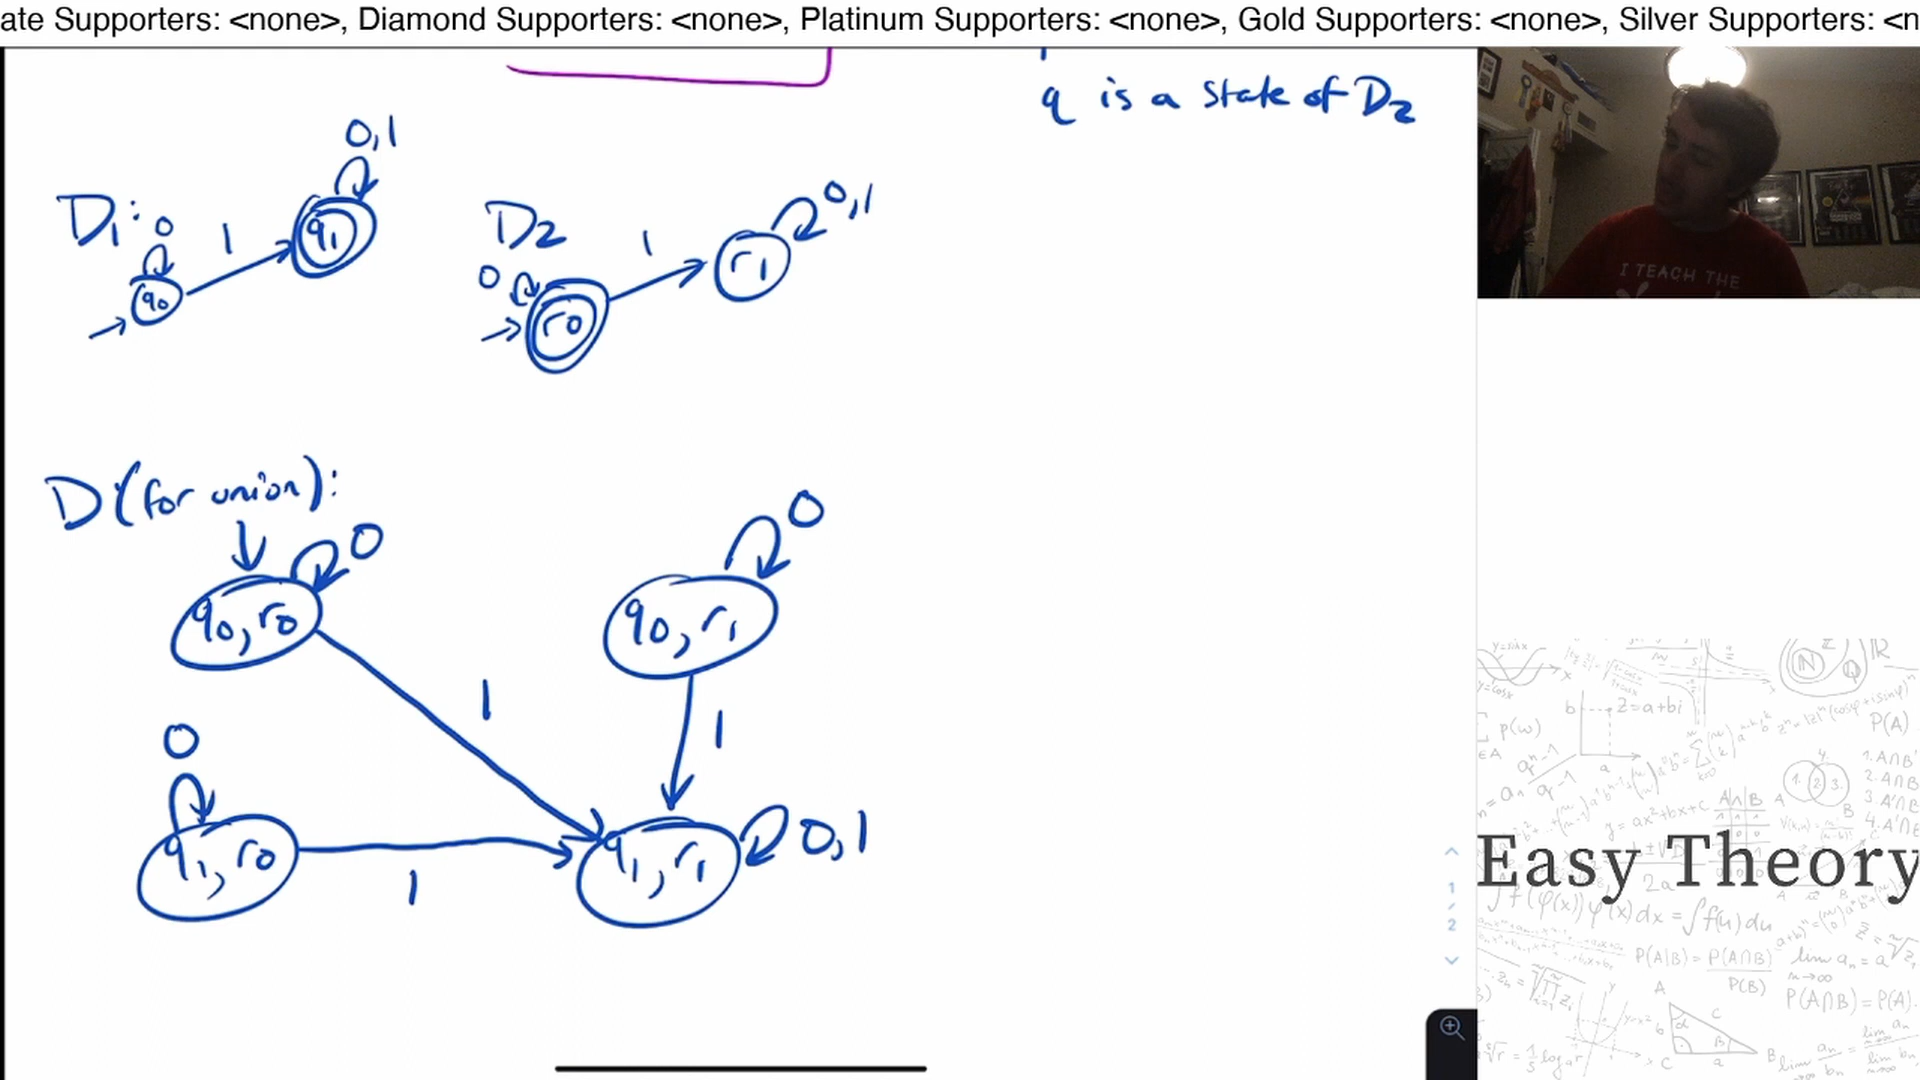 ate Supporters: <none>, Diamond Supporters: <none>, Platinum Supporters: <none>, Gold Supporters: <none>, Silver Supporters: <n
q is a state of D2
D1:
0
1
0,1
q0
q1
D2
0
1
0,1
r0
r1
I TEACH THE
D (for union):
0
q0, r0
0
q0, r1
1
1
0
q1, r0
1
q1, r1
0,1
1
2
Easy Theory